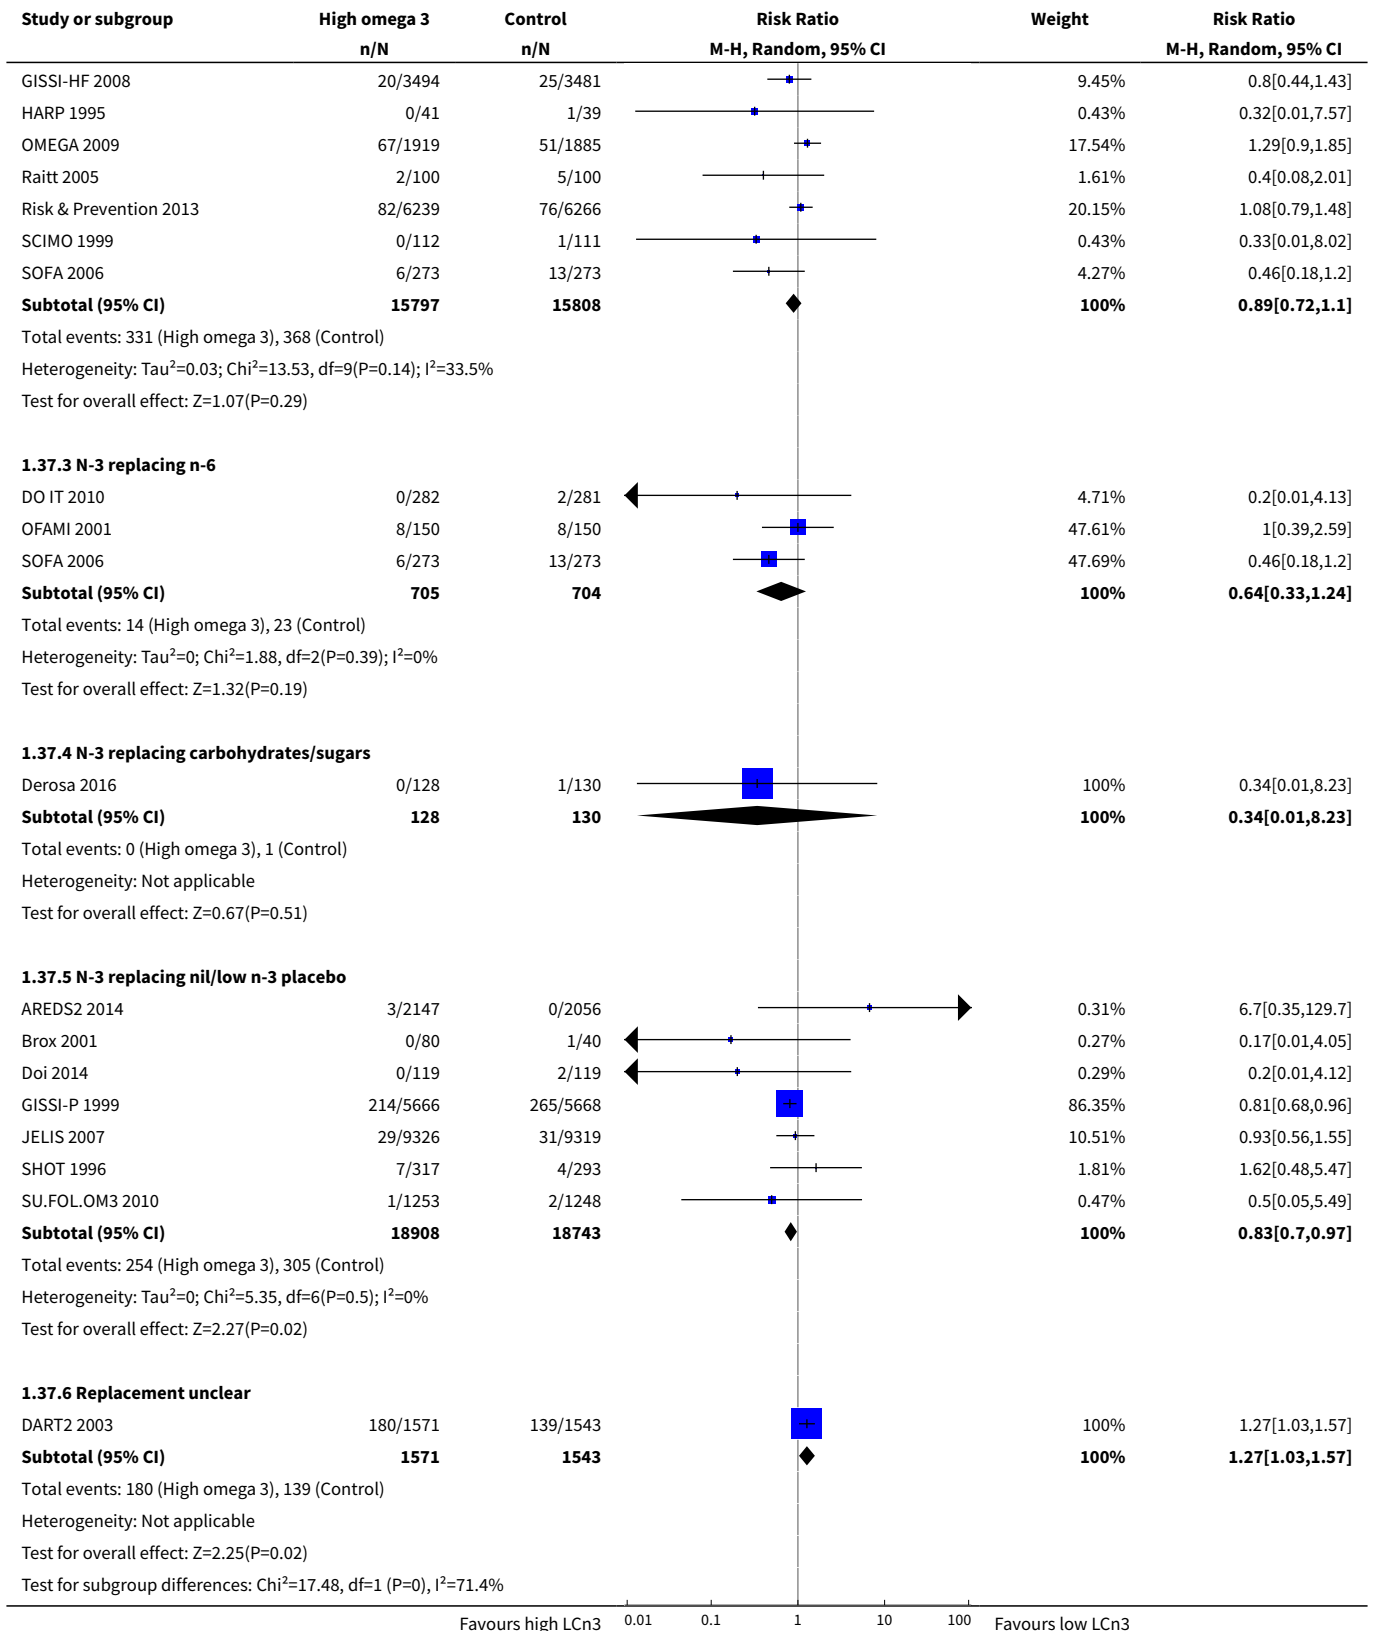 Study or subgroup High omega 3 Control Risk Ratio Weight Risk Ratio
n/N n/N M-H, Random, 95% CI M-H, Random, 95% CI
GISSI-HF 2008 20/3494 25/3481 9.45% 0.8[0.44,1.43]
HARP 1995 0/41 1/39 0.43% 0.32[0.01,7.57]
OMEGA 2009 67/1919 51/1885 17.54% 1.29[0.9,1.85]
Raitt 2005 2/100 5/100 1.61% 0.4[0.08,2.01]
Risk & Prevention 2013 82/6239 76/6266 20.15% 1.08[0.79,1.48]
SCIMO 1999 0/112 1/111 0.43% 0.33[0.01,8.02]
SOFA 2006 6/273 13/273 4.27% 0.46[0.18,1.2]
Subtotal (95% CI) 15797 15808 100% 0.89[0.72,1.1]
Total events: 331 (High omega 3), 368 (Control)
Heterogeneity: Tau²=0.03; Chi²=13.53, df=9(P=0.14); I²=33.5%
Test for overall effect: Z=1.07(P=0.29)
1.37.3 N-3 replacing n-6
DO IT 2010 0/282 2/281 4.71% 0.2[0.01,4.13]
OFAMI 2001 8/150 8/150 47.61% 1[0.39,2.59]
SOFA 2006 6/273 13/273 47.69% 0.46[0.18,1.2]
Subtotal (95% CI) 705 704 100% 0.64[0.33,1.24]
Total events: 14 (High omega 3), 23 (Control)
Heterogeneity: Tau²=0; Chi²=1.88, df=2(P=0.39); I²=0%
Test for overall effect: Z=1.32(P=0.19)
1.37.4 N-3 replacing carbohydrates/sugars
Derosa 2016 0/128 1/130 100% 0.34[0.01,8.23]
Subtotal (95% CI) 128 130 100% 0.34[0.01,8.23]
Total events: 0 (High omega 3), 1 (Control)
Heterogeneity: Not applicable
Test for overall effect: Z=0.67(P=0.51)
1.37.5 N-3 replacing nil/low n-3 placebo
AREDS2 2014 3/2147 0/2056 0.31% 6.7[0.35,129.7]
Brox 2001 0/80 1/40 0.27% 0.17[0.01,4.05]
Doi 2014 0/119 2/119 0.29% 0.2[0.01,4.12]
GISSI-P 1999 214/5666 265/5668 86.35% 0.81[0.68,0.96]
JELIS 2007 29/9326 31/9319 10.51% 0.93[0.56,1.55]
SHOT 1996 7/317 4/293 1.81% 1.62[0.48,5.47]
SU.FOL.OM3 2010 1/1253 2/1248 0.47% 0.5[0.05,5.49]
Subtotal (95% CI) 18908 18743 100% 0.83[0.7,0.97]
Total events: 254 (High omega 3), 305 (Control)
Heterogeneity: Tau²=0; Chi²=5.35, df=6(P=0.5); I²=0%
Test for overall effect: Z=2.27(P=0.02)
1.37.6 Replacement unclear
DART2 2003 180/1571 139/1543 100% 1.27[1.03,1.57]
Subtotal (95% CI) 1571 1543 100% 1.27[1.03,1.57]
Total events: 180 (High omega 3), 139 (Control)
Heterogeneity: Not applicable
Test for overall effect: Z=2.25(P=0.02)
Test for subgroup differences: Chi²=17.48, df=1 (P=0), I²=71.4%
Favours high LCn3 0.01 0.1 1 10 100 Favours low LCn3